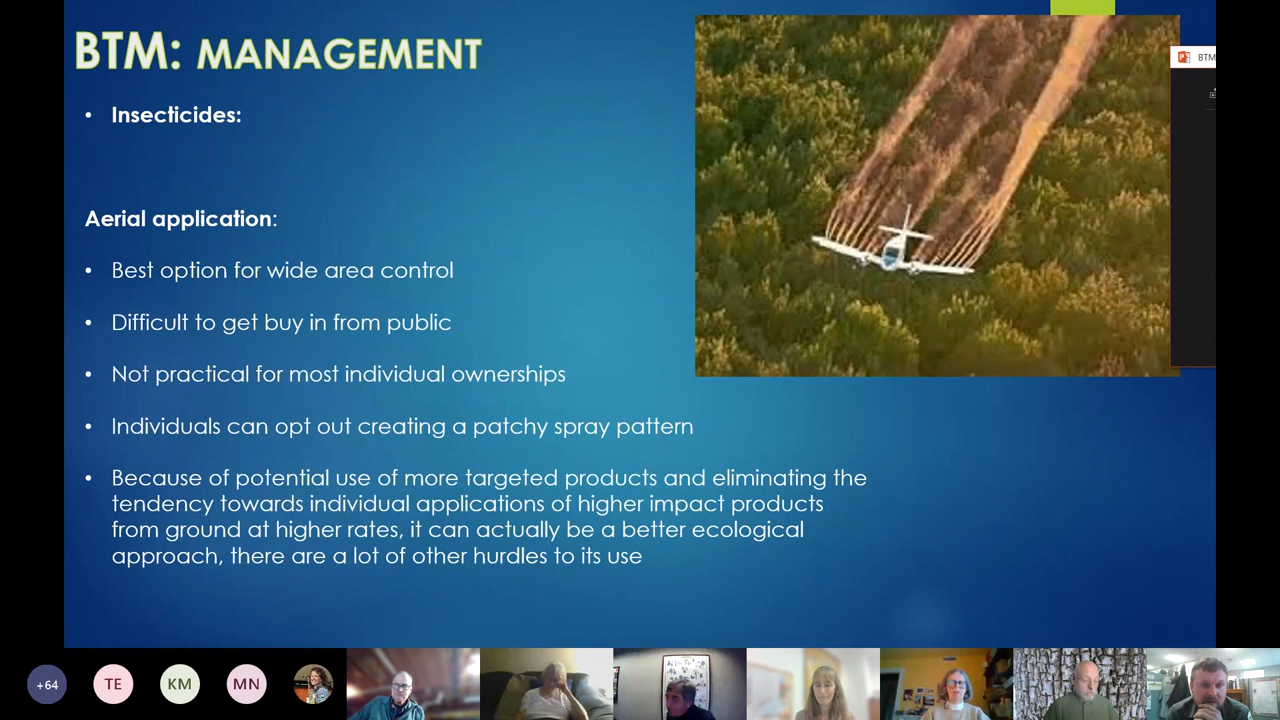 BTM: MANAGEMENT
• Insecticides:
Aerial application:
• Best option for wide area control
• Difficult to get buy in from public
• Not practical for most individual ownerships
• Individuals can opt out creating a patchy spray pattern
• Because of potential use of more targeted products and eliminating the
tendency towards individual applications of higher impact products
from ground at higher rates, it can actually be a better ecological
approach, there are a lot of other hurdles to its use
BTM
+64
TE
KM
MN